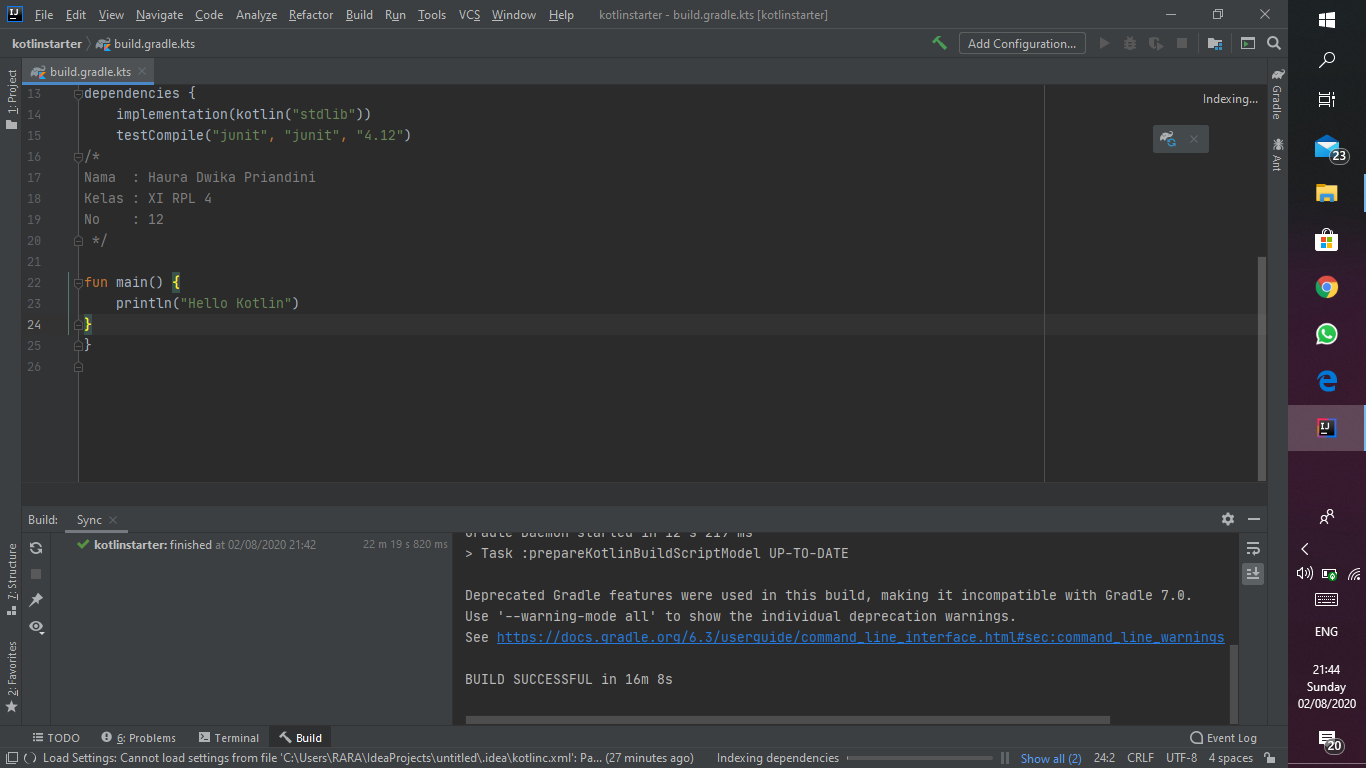 File Edit View Navigate Code Analyze Refactor Build Run Tools VCS Window Help kotlinstarter - build.gradle.kts [kotlinstarter]
kotlinstarter build.gradle.kts Add Configuration...
build.gradle.kts
1: Project
7: Structure
2: Favorites
13 dependencies {
14 implementation(kotlin("stdlib"))
15 testCompile("junit", "junit", "4.12")
16 /*
17 Nama : Haura Dwika Priandini
18 Kelas : XI RPL 4
19 No : 12
20 */
21
22 fun main() {
23 println("Hello Kotlin")
24 }
25 }
26
Indexing...
Gradle
Ant
Build: Sync
kotlinstarter: finished at 02/08/2020 21:42 22 m 19 s 820 ms
Gradle Daemon started in 12 s 217 ms
> Task :prepareKotlinBuildScriptModel UP-TO-DATE
Deprecated Gradle features were used in this build, making it incompatible with Gradle 7.0.
Use '--warning-mode all' to show the individual deprecation warnings.
See https://docs.gradle.org/6.3/userguide/command_line_interface.html#sec:command_line_warnings
BUILD SUCCESSFUL in 16m 8s
TODO 6: Problems Terminal Build Event Log
Load Settings: Cannot load settings from file 'C:\Users\RARA\IdeaProjects\untitled\.idea\kotlinc.xml': Pa... (27 minutes ago) Indexing dependencies Show all (2) 24:2 CRLF UTF-8 4 spaces
23
ENG
21:44
Sunday
02/08/2020
20